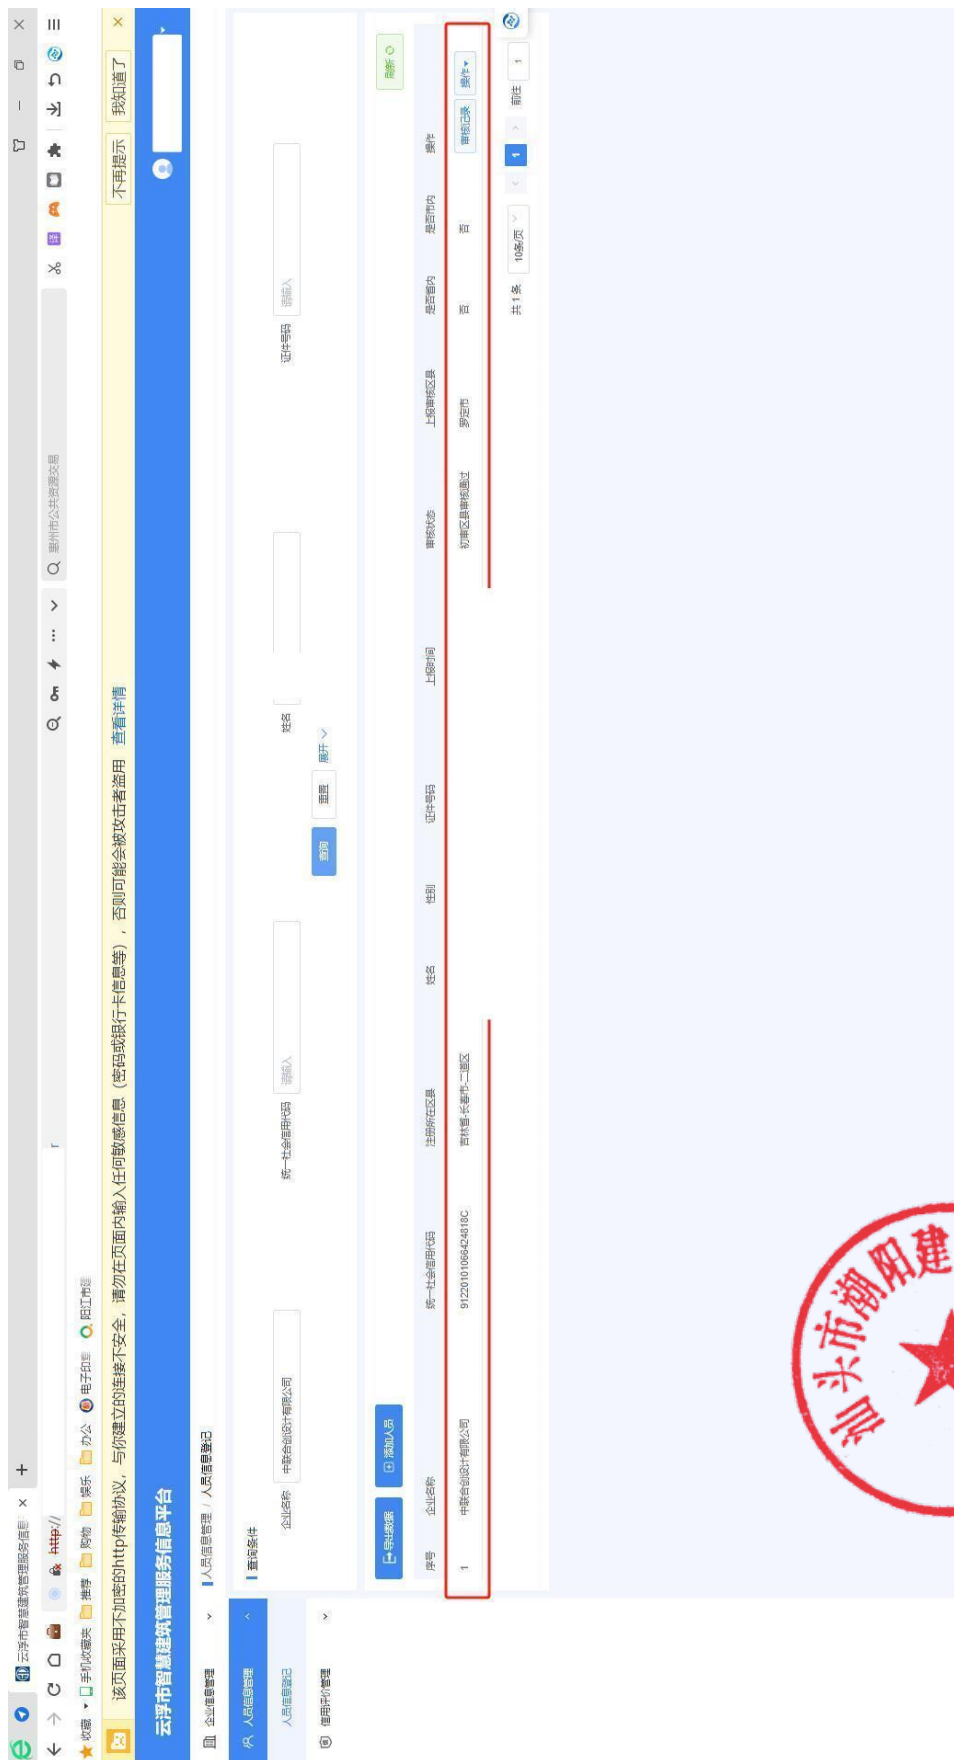 云浮市智慧建筑管理服务信息 × +
http:// 惠州市公共资源交易
收藏 手机收藏夹 推荐 购物 娱乐 办公 电子印章 阳江市建
该页面采用不加密的http传输协议，与你建立的连接不安全，请勿在页面内输入任何敏感信息（密码或银行卡信息等），否则可能会被攻击者盗用 查看详情 不再提示 我知道了 ×
云浮市智慧建筑管理服务信息平台
企业信息管理
人员信息管理
人员信息登记
信用评价管理
人员信息管理 / 人员信息登记
查询条件
企业名称 中联合创设计有限公司 统一社会信用代码 请输入 姓名 证件号码 请输入
查询 重置 展开
导出数据 添加人员 刷新
序号 企业名称 统一社会信用代码 注册所在区县 姓名 性别 证件号码 上报时间 审核状态 上报审核区县 是否省内 是否市内 操作
1 中联合创设计有限公司 91220101066424818C 吉林省-长春市-二道区 初审区县审核通过 罗定市 否 否 审核记录 操作
共 1 条 10条/页 1 前往 1
汕头市潮阳建